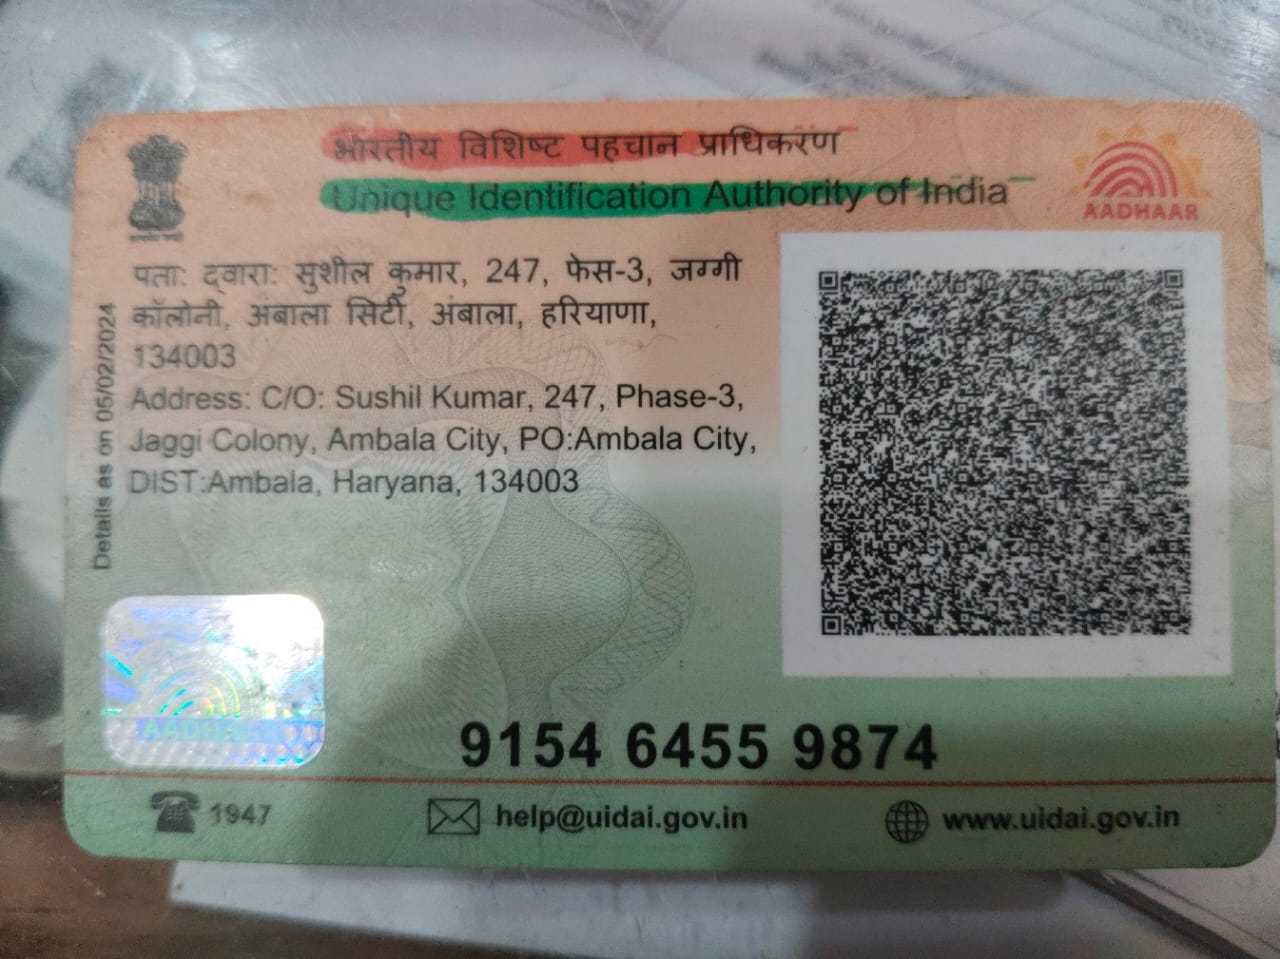 भारतीय विशिष्ट पहचान प्राधिकरण
Unique Identification Authority of India
AADHAAR
पता: द्वारा: सुशील कुमार, 247, फेस-3, जग्गी
कॉलोनी, अंबाला सिटी, अंबाला, हरियाणा,
134003
Address: C/O: Sushil Kumar, 247, Phase-3,
Jaggi Colony, Ambala City, PO:Ambala City,
DIST:Ambala, Haryana, 134003
Details as on 05/02/2024
AADHAAR
9154 6455 9874
1947
help@uidai.gov.in
www.uidai.gov.in